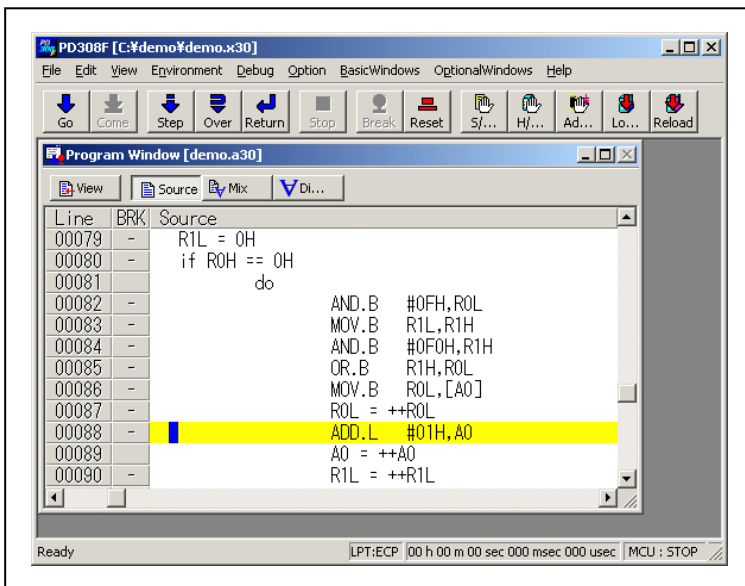 PD308F [C:¥demo¥demo.x30]
File Edit View Environment Debug Option BasicWindows OptionalWindows Help
Go Come Step Over Return Stop Break Reset S/... H/... Ad... Lo... Reload
Program Window [demo.a30]
View Source Mix Di...
Line BRK Source
00079 - R1L = 0H
00080 - if R0H == 0H
00081 do
00082 - AND.B #0FH,R0L
00083 - MOV.B R1L,R1H
00084 - AND.B #0F0H,R1H
00085 - OR.B R1H,R0L
00086 - MOV.B R0L,[A0]
00087 - R0L = ++R0L
00088 - ADD.L #01H,A0
00089 A0 = ++A0
00090 - R1L = ++R1L
Ready LPT:ECP 00 h 00 m 00 sec 000 msec 000 usec MCU : STOP